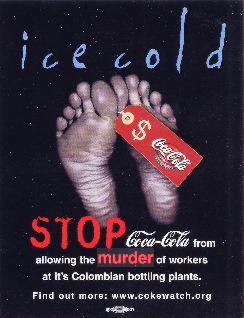 ice cold
$
Coca-Cola
STOP Coca-Cola from
allowing the murder of workers
at it's Colombian bottling plants.
Find out more: www.cokewatch.org